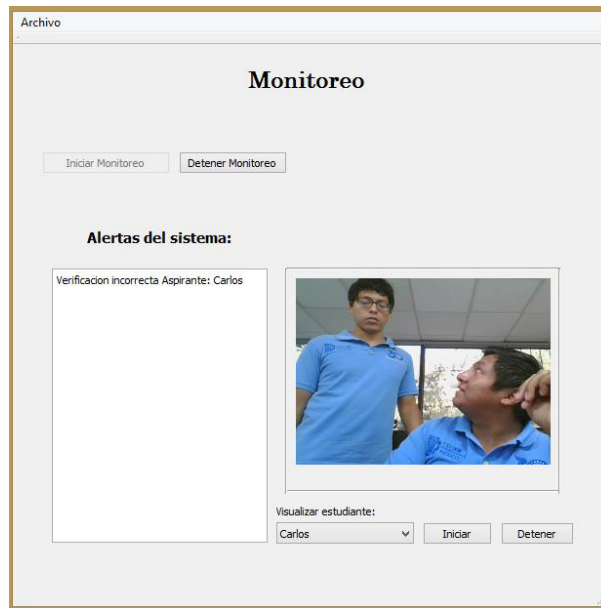 Archivo
Monitoreo
Iniciar Monitoreo
Detener Monitoreo
Alertas del sistema:
Verificacion incorrecta Aspirante: Carlos
Visualizar estudiante:
Carlos
Iniciar
Detener